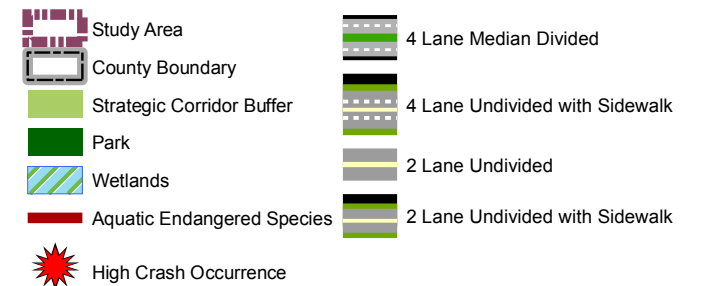 Study Area
County Boundary
Strategic Corridor Buffer
Park
Wetlands
Aquatic Endangered Species
High Crash Occurrence
4 Lane Median Divided
4 Lane Undivided with Sidewalk
2 Lane Undivided
2 Lane Undivided with Sidewalk